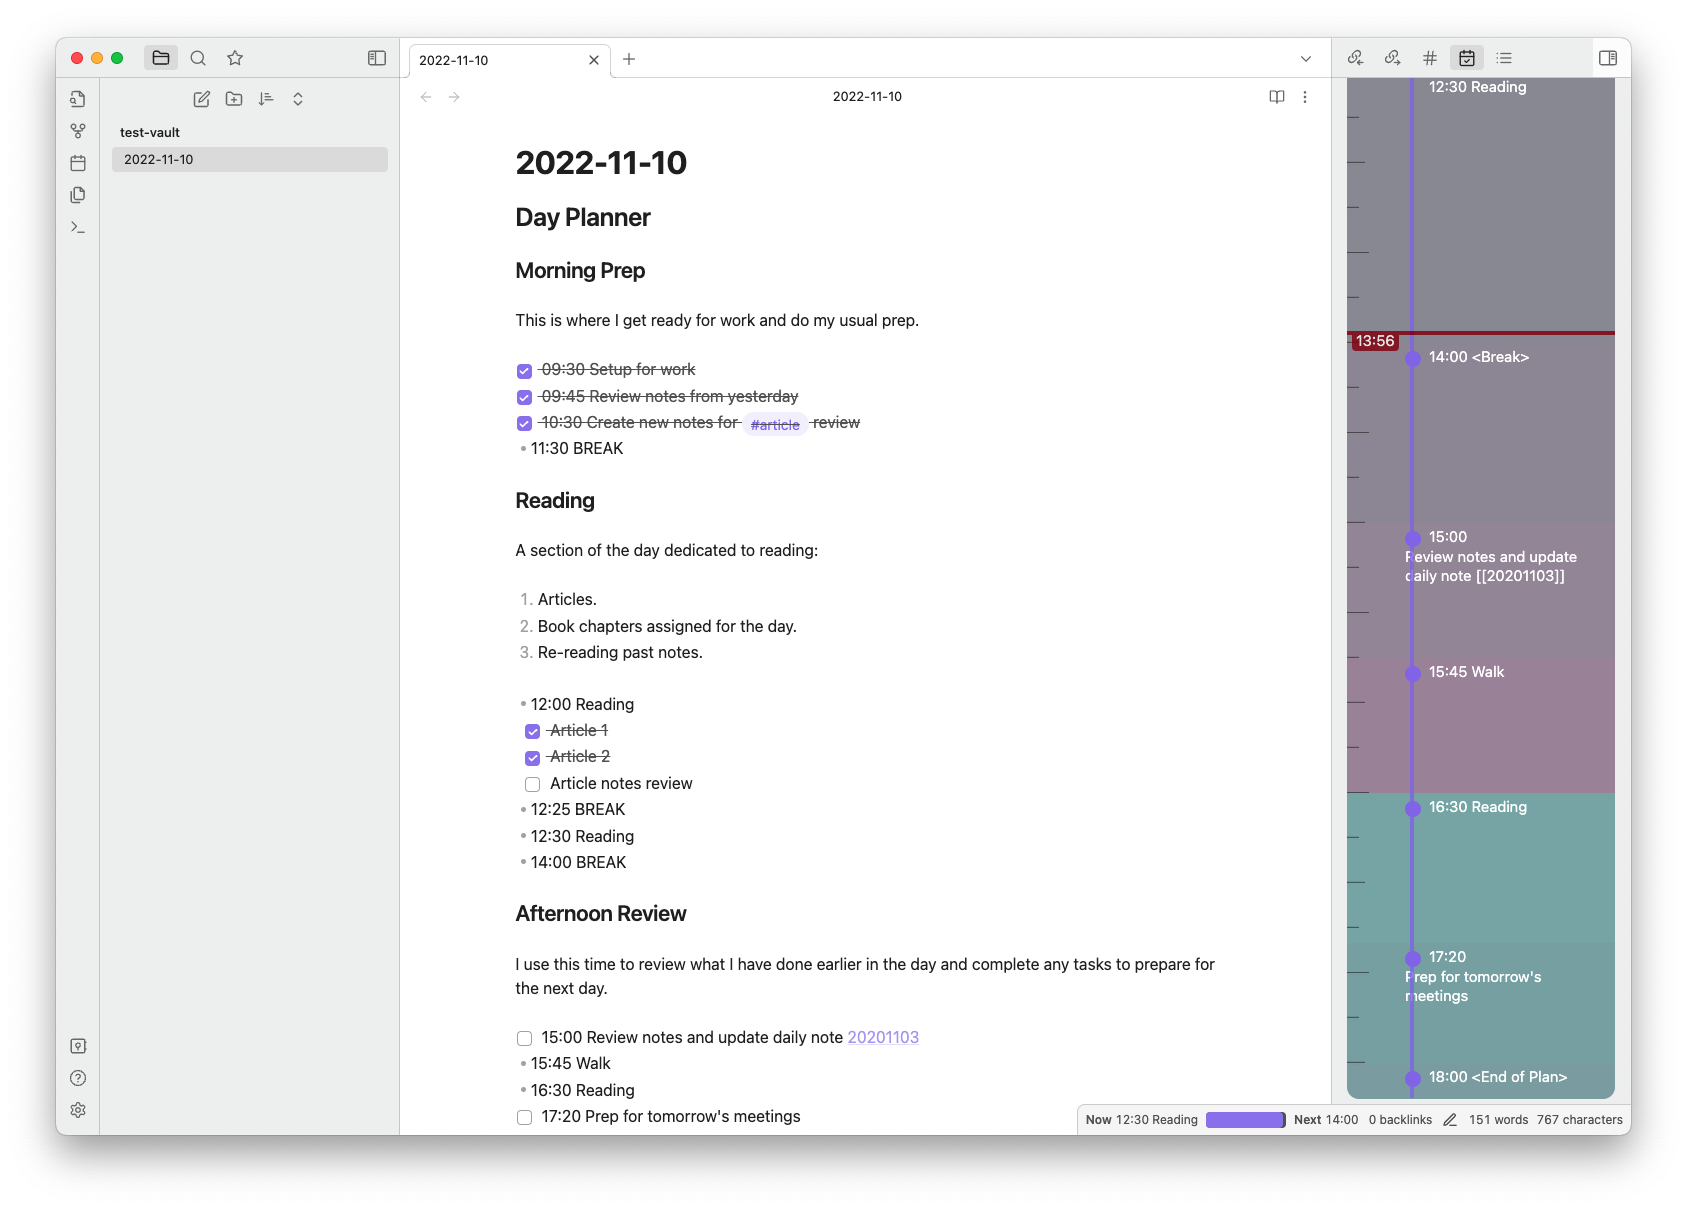 2022-11-10
test-vault
2022-11-10
2022-11-10
2022-11-10
Day Planner
Morning Prep
This is where I get ready for work and do my usual prep.
09:30 Setup for work
09:45 Review notes from yesterday
10:30 Create new notes for #article review
11:30 BREAK
Reading
A section of the day dedicated to reading:
1. Articles.
2. Book chapters assigned for the day.
3. Re-reading past notes.
12:00 Reading
Article 1
Article 2
Article notes review
12:25 BREAK
12:30 Reading
14:00 BREAK
Afternoon Review
I use this time to review what I have done earlier in the day and complete any tasks to prepare for
the next day.
15:00 Review notes and update daily note 20201103
15:45 Walk
16:30 Reading
17:20 Prep for tomorrow's meetings
12:30 Reading
13:56
14:00 <Break>
15:00
Review notes and update
daily note [[20201103]]
15:45 Walk
16:30 Reading
17:20
Prep for tomorrow's
meetings
18:00 <End of Plan>
Now 12:30 Reading Next 14:00 0 backlinks 151 words 767 characters